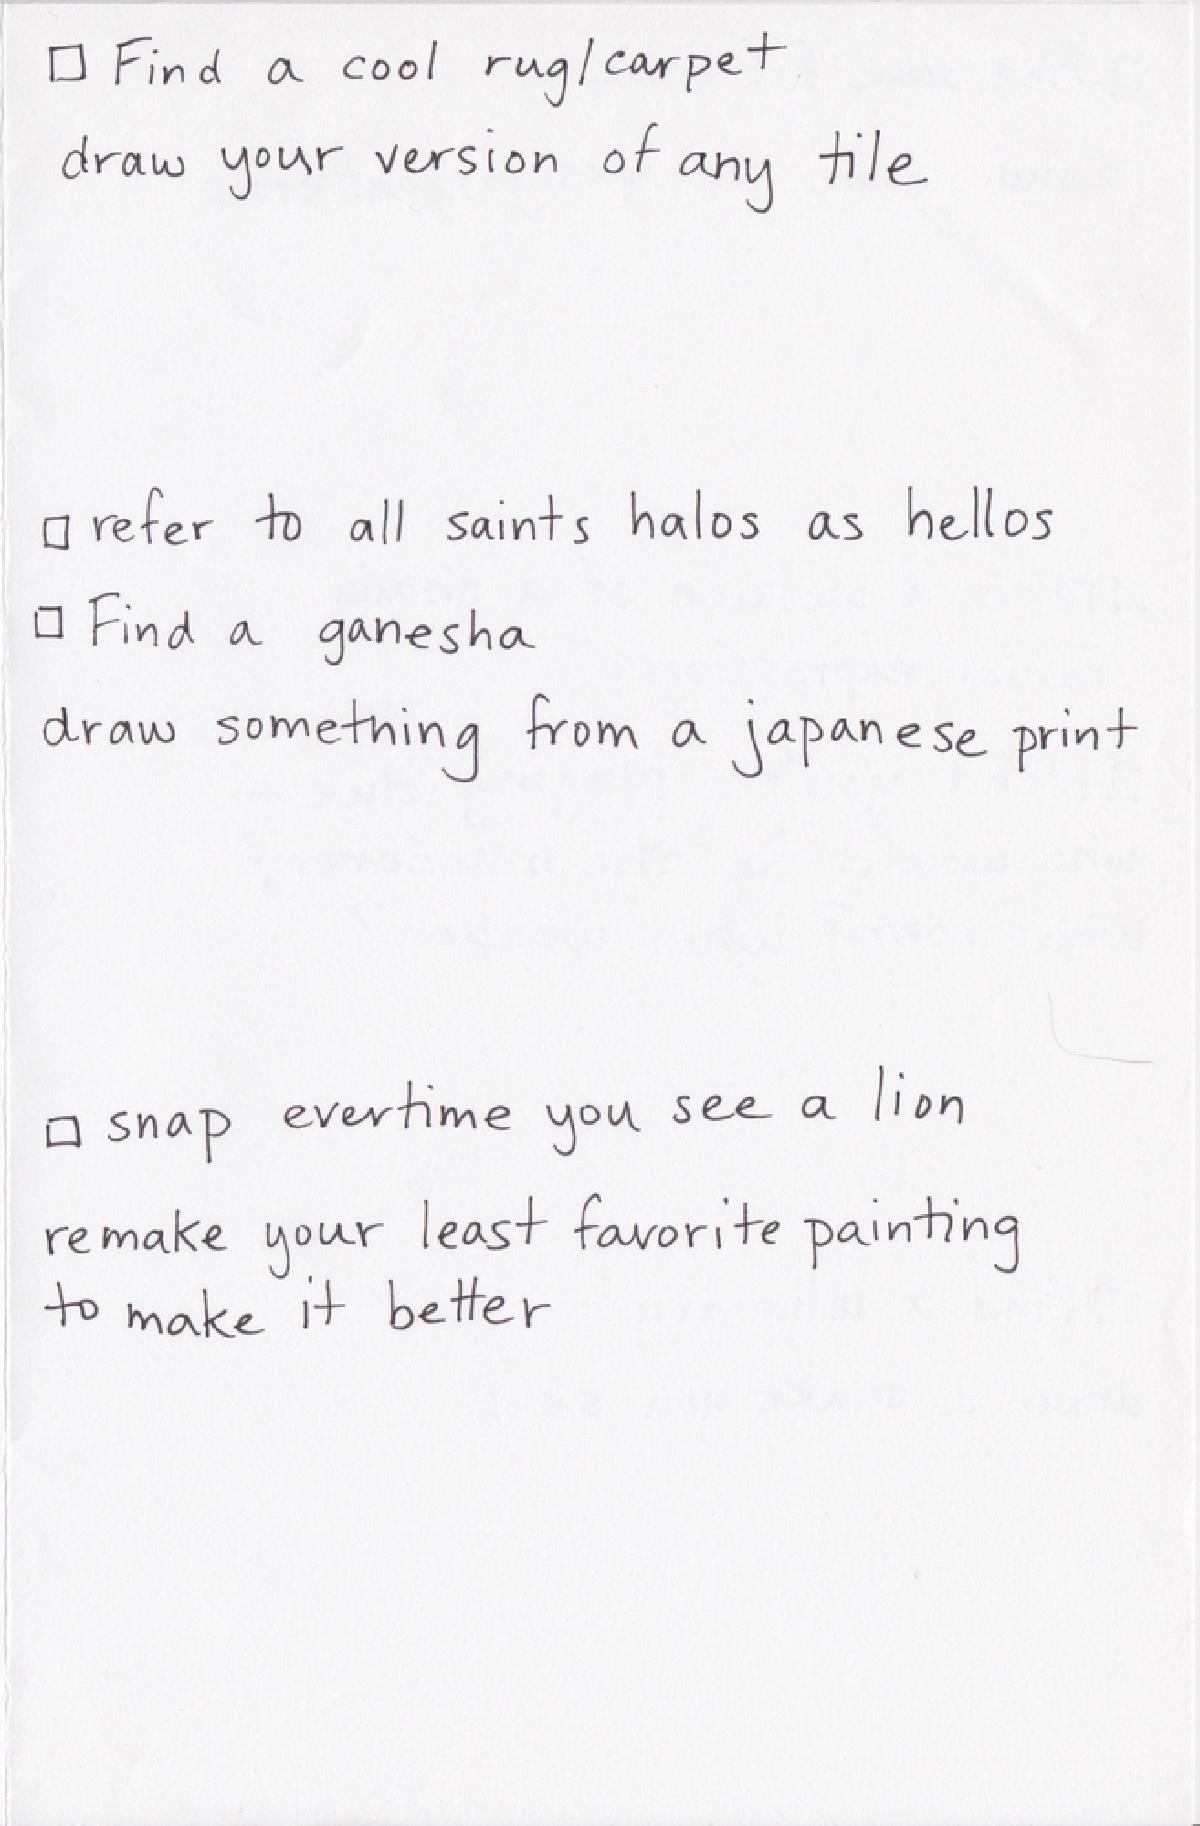 ☐ Find a cool rug/carpet
draw your version of any tile
☐ refer to all saints halos as hellos
☐ Find a ganesha
draw something from a japanese print
☐ snap evertime you see a lion
remake your least favorite painting
to make it better